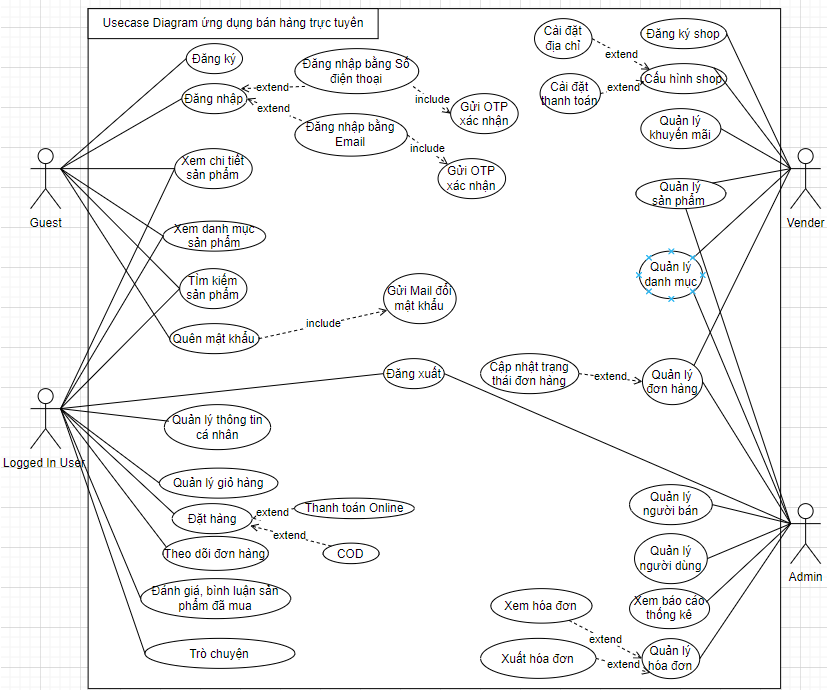 Usecase Diagram ứng dụng bán hàng trực tuyến
Đăng ký
Đăng nhập
extend
extend
Đăng nhập bằng Số
điện thoại
include
Gửi OTP
xác nhận
Đăng nhập bằng
Email
include
Gửi OTP
xác nhận
Cài đặt
địa chỉ
extend
Cài đặt
thanh toán
extend
Đăng ký shop
Cấu hình shop
Quản lý
khuyến mãi
Quản lý
sản phẩm
Quản lý
danh mục
Guest
Vender
Xem chi tiết
sản phẩm
Xem danh mục
sản phẩm
Tìm kiếm
sản phẩm
Quên mật khẩu
include
Gửi Mail đổi
mật khẩu
Đăng xuất
Cập nhật trạng
thái đơn hàng
extend
Quản lý
đơn hàng
Logged In User
Quản lý thông tin
cá nhân
Quản lý giỏ hàng
Đặt hàng
extend
Thanh toán Online
extend
COD
Theo dõi đơn hàng
Đánh giá, bình luận sản
phẩm đã mua
Trò chuyện
Quản lý
người bán
Quản lý
người dùng
Xem báo cáo
thống kê
Admin
Xem hóa đơn
extend
Xuất hóa đơn
extend
Quản lý
hóa đơn